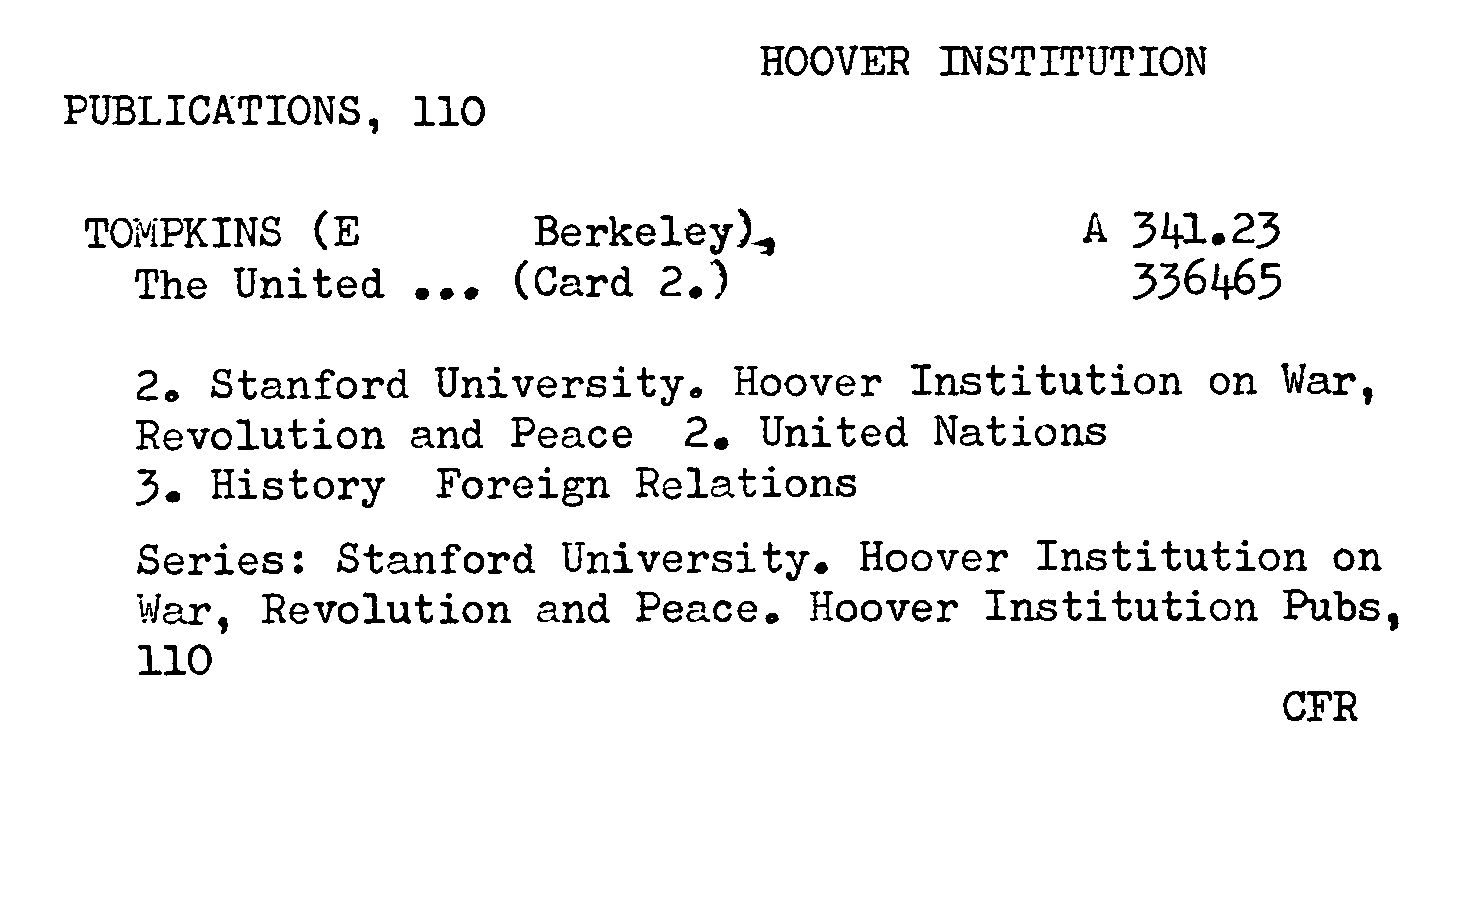 HOOVER INSTITUTION
PUBLICATIONS, 110
TOMPKINS (E Berkeley), A 341.23
The United ... (Card 2.) 336465
2. Stanford University. Hoover Institution on War,
Revolution and Peace 2. United Nations
3. History Foreign Relations
Series: Stanford University. Hoover Institution on
War, Revolution and Peace. Hoover Institution Pubs,
110
CFR